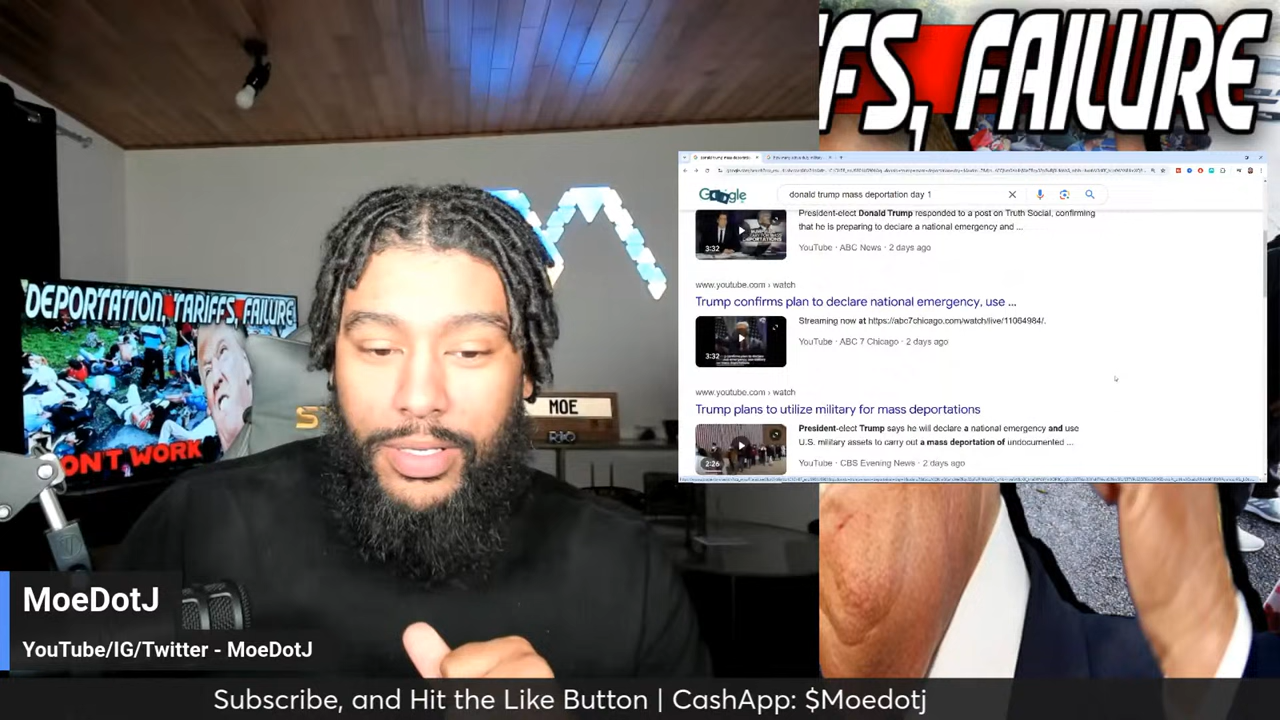 FS, FAILURE
Google
donald trump mass deportation day 1
President-elect Donald Trump responded to a post on Truth Social, confirming
that he is preparing to declare a national emergency and ...
3:32
YouTube · ABC News · 2 days ago
www.youtube.com › watch
Trump confirms plan to declare national emergency, use ...
Streaming now at https://abc7chicago.com/watch/live/11064984/.
3:32
YouTube · ABC 7 Chicago · 2 days ago
www.youtube.com › watch
Trump plans to utilize military for mass deportations
President-elect Trump says he will declare a national emergency and use
U.S. military assets to carry out a mass deportation of undocumented ...
2:26
YouTube · CBS Evening News · 2 days ago
DEPORTATION, TARIFFS, FAILURE
ON'T WORK
MOE
RIO
MoeDotJ
YouTube/IG/Twitter - MoeDotJ
Subscribe, and Hit the Like Button | CashApp: $Moedotj